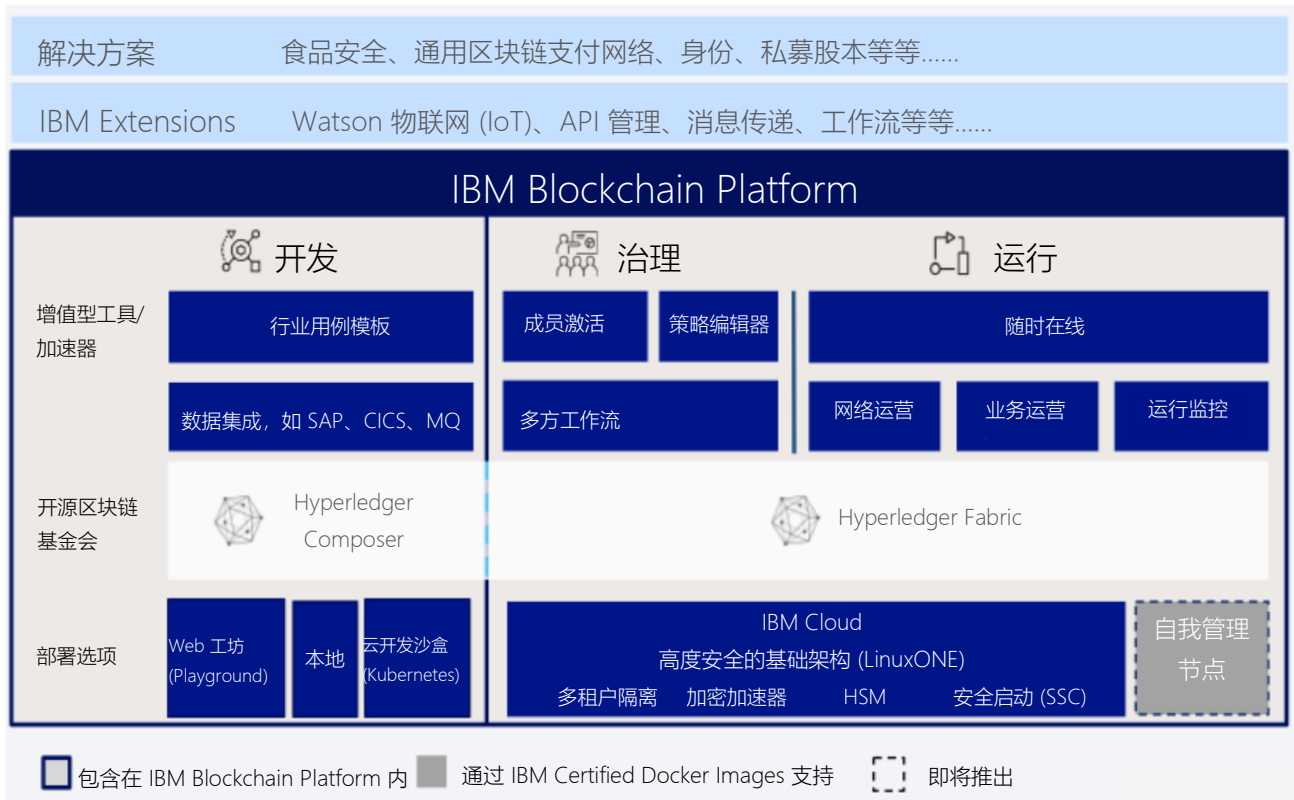 解决方案 食品安全、通用区块链支付网络、身份、私募股本等等......
IBM Extensions Watson 物联网 (IoT)、API 管理、消息传递、工作流等等......
IBM Blockchain Platform
开发 治理 运行
增值型工具/
加速器
行业用例模板
成员激活
策略编辑器
随时在线
数据集成，如 SAP、CICS、MQ
多方工作流
网络运营
业务运营
运行监控
开源区块链
基金会
Hyperledger
Composer
Hyperledger Fabric
部署选项
Web 工坊
(Playground)
本地
云开发沙盒
(Kubernetes)
IBM Cloud
高度安全的基础架构 (LinuxONE)
多租户隔离 加密加速器 HSM 安全启动 (SSC)
自我管理
节点
包含在 IBM Blockchain Platform 内 通过 IBM Certified Docker Images 支持 即将推出